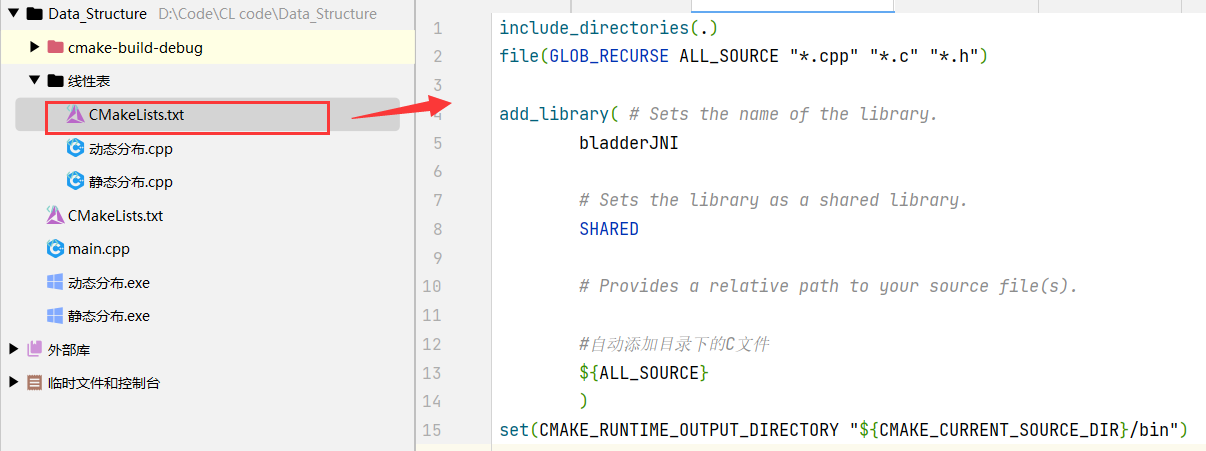 Data_Structure D:\Code\CL code\Data_Structure
cmake-build-debug
线性表
CMakeLists.txt
动态分布.cpp
静态分布.cpp
CMakeLists.txt
main.cpp
动态分布.exe
静态分布.exe
外部库
临时文件和控制台
1 include_directories(.)
2 file(GLOB_RECURSE ALL_SOURCE "*.cpp" "*.c" "*.h")
3
4 add_library( # Sets the name of the library.
5 bladderJNI
6
7 # Sets the library as a shared library.
8 SHARED
9
10 # Provides a relative path to your source file(s).
11
12 #自动添加目录下的C文件
13 ${ALL_SOURCE}
14 )
15 set(CMAKE_RUNTIME_OUTPUT_DIRECTORY "${CMAKE_CURRENT_SOURCE_DIR}/bin")